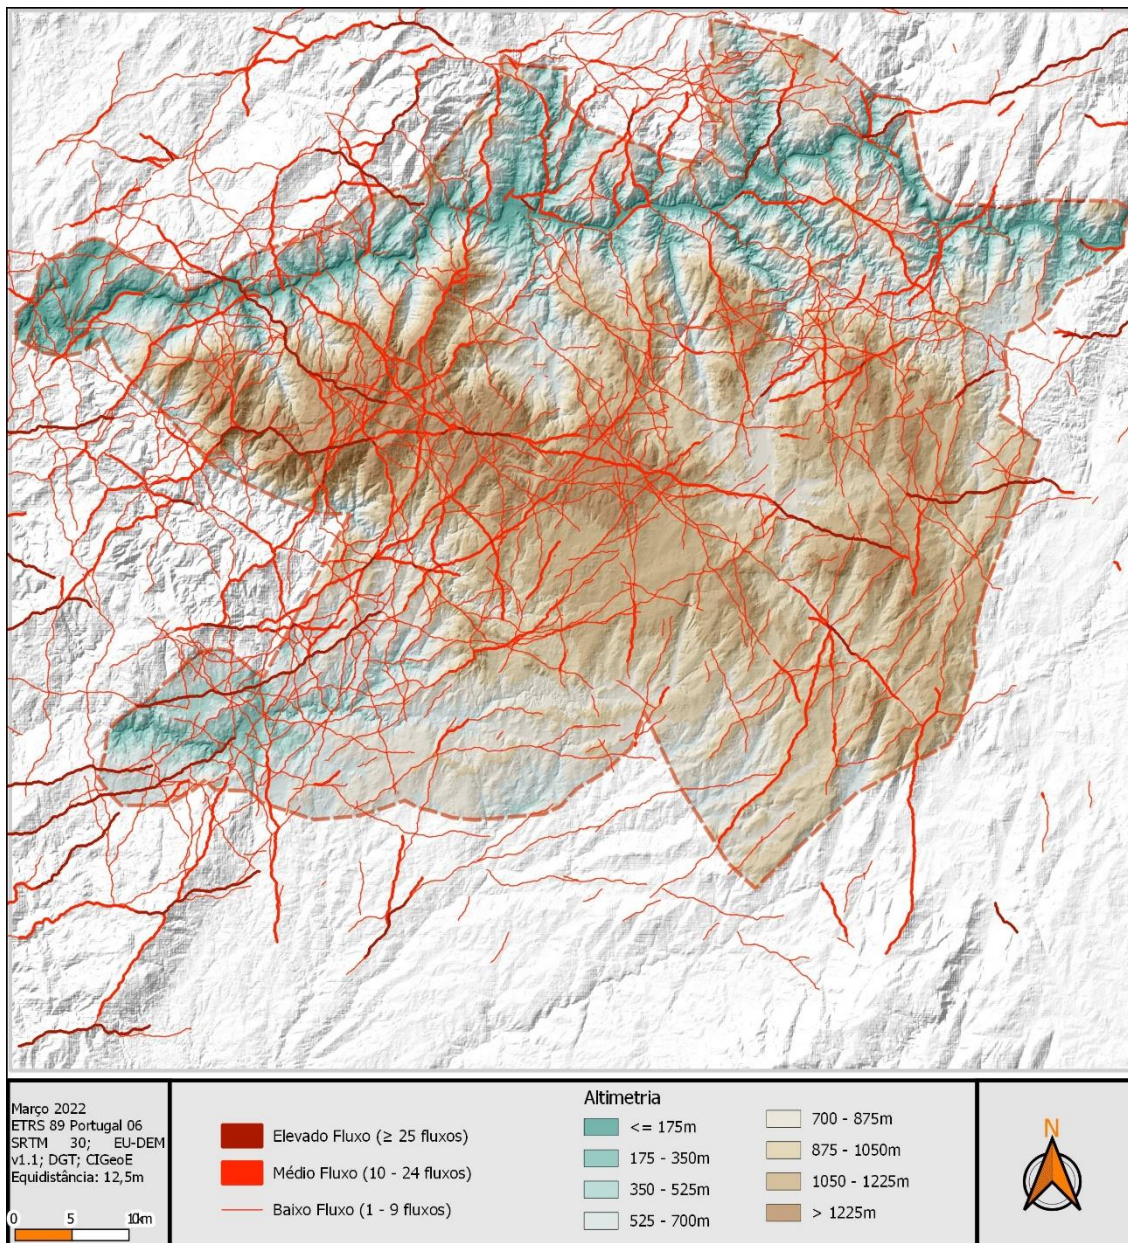 Março 2022
ETRS 89 Portugal 06
SRTM 30; EU-DEM
v1.1; DGT; CIGeoE
Equidistância: 12,5m
0 5 10km
Elevado Fluxo (≥ 25 fluxos)
Médio Fluxo (10 - 24 fluxos)
Baixo Fluxo (1 - 9 fluxos)
Altimetria
<= 175m
175 - 350m
350 - 525m
525 - 700m
700 - 875m
875 - 1050m
1050 - 1225m
> 1225m
N